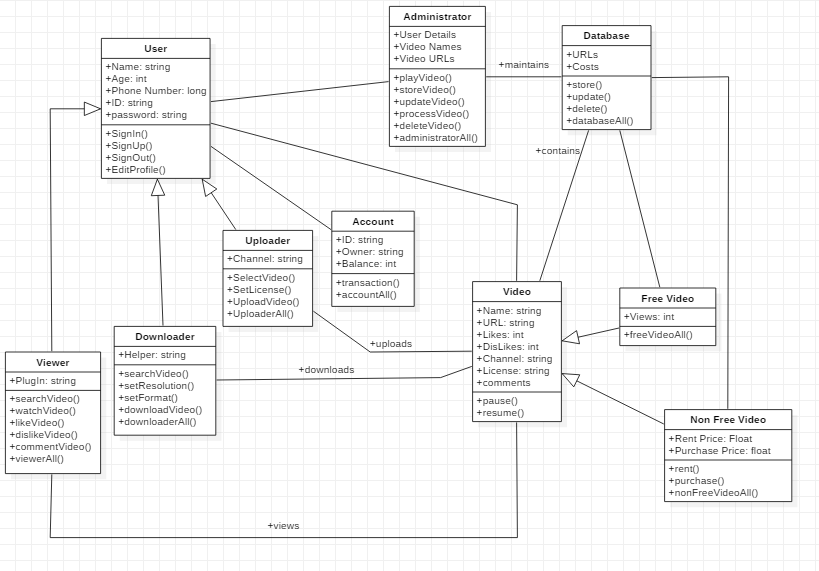 User
+Name: string
+Age: int
+Phone Number: long
+ID: string
+password: string
+SignIn()
+SignUp()
+SignOut()
+EditProfile()
Administrator
+User Details
+Video Names
+Video URLs
+playVideo()
+storeVideo()
+updateVideo()
+processVideo()
+deleteVideo()
+administratorAll()
+maintains
Database
+URLs
+Costs
+store()
+update()
+delete()
+databaseAll()
+contains
Uploader
+Channel: string
+SelectVideo()
+SetLicense()
+UploadVideo()
+UploaderAll()
Account
+ID: string
+Owner: string
+Balance: int
+transaction()
+accountAll()
+uploads
Video
+Name: string
+URL: string
+Likes: int
+DisLikes: int
+Channel: string
+License: string
+comments
+pause()
+resume()
Free Video
+Views: int
+freeVideoAll()
Downloader
+Helper: string
+searchVideo()
+setResolution()
+setFormat()
+downloadVideo()
+downloaderAll()
+downloads
Viewer
+PlugIn: string
+searchVideo()
+watchVideo()
+likeVideo()
+dislikeVideo()
+commentVideo()
+viewerAll()
Non Free Video
+Rent Price: Float
+Purchase Price: float
+rent()
+purchase()
+nonFreeVideoAll()
+views